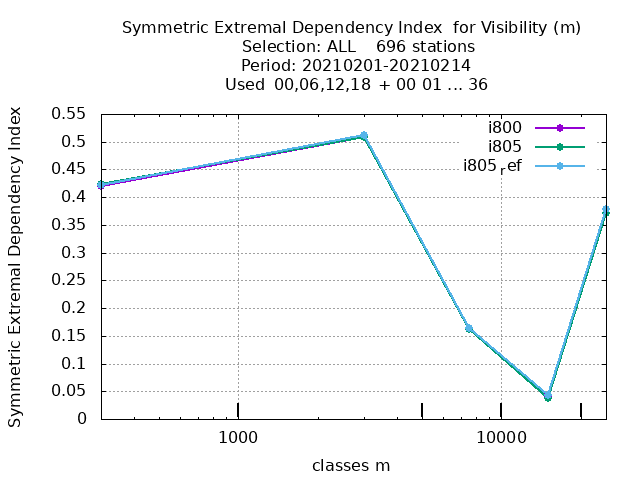 Symmetric Extremal Dependency Index  for Visibility (m)
Selection: ALL    696 stations
Period: 20210201-20210214
Used  00,06,12,18 + 00 01 ... 36
Symmetric Extremal Dependency Index
0.55
0.5
0.45
0.4
0.35
0.3
0.25
0.2
0.15
0.1
0.05
0
i800
i805
i805ref
1000
10000
classes m